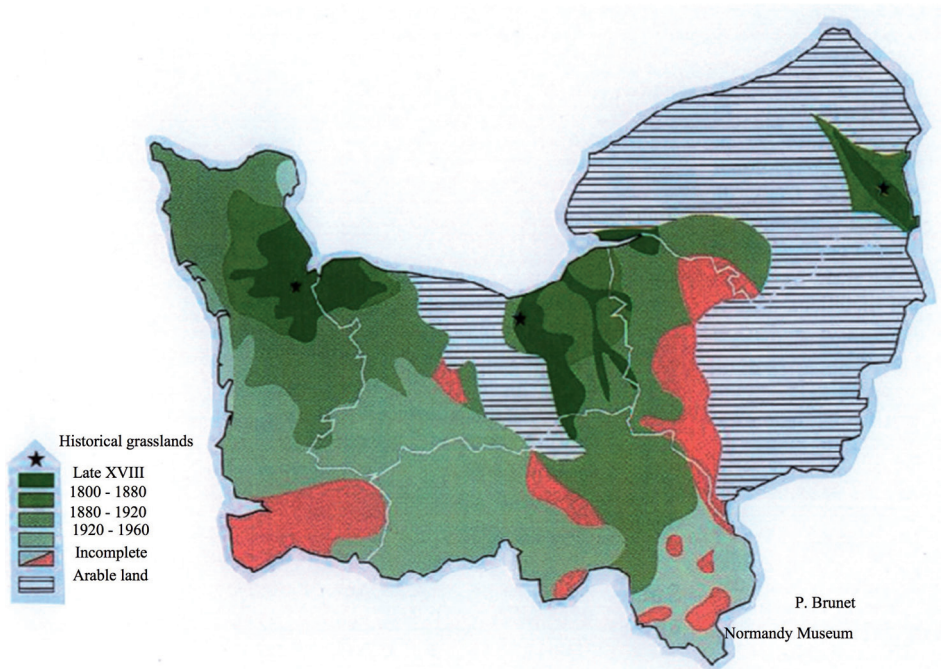 Historical grasslands
Late XVIII
1800 - 1880
1880 - 1920
1920 - 1960
Incomplete
Arable land
P. Brunet
Normandy Museum